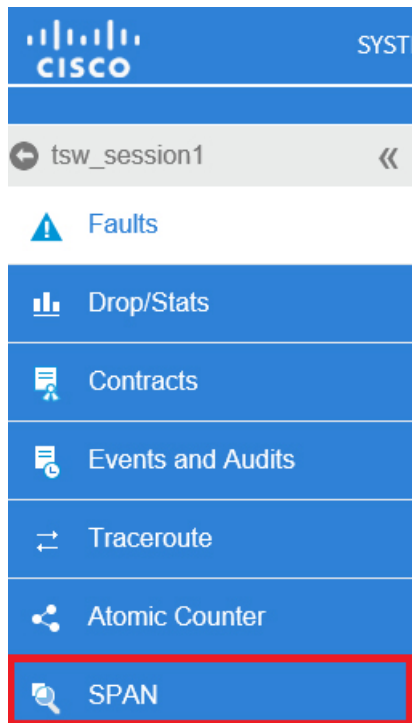 CISCO
SYST
tsw_session1
Faults
Drop/Stats
Contracts
Events and Audits
Traceroute
Atomic Counter
SPAN